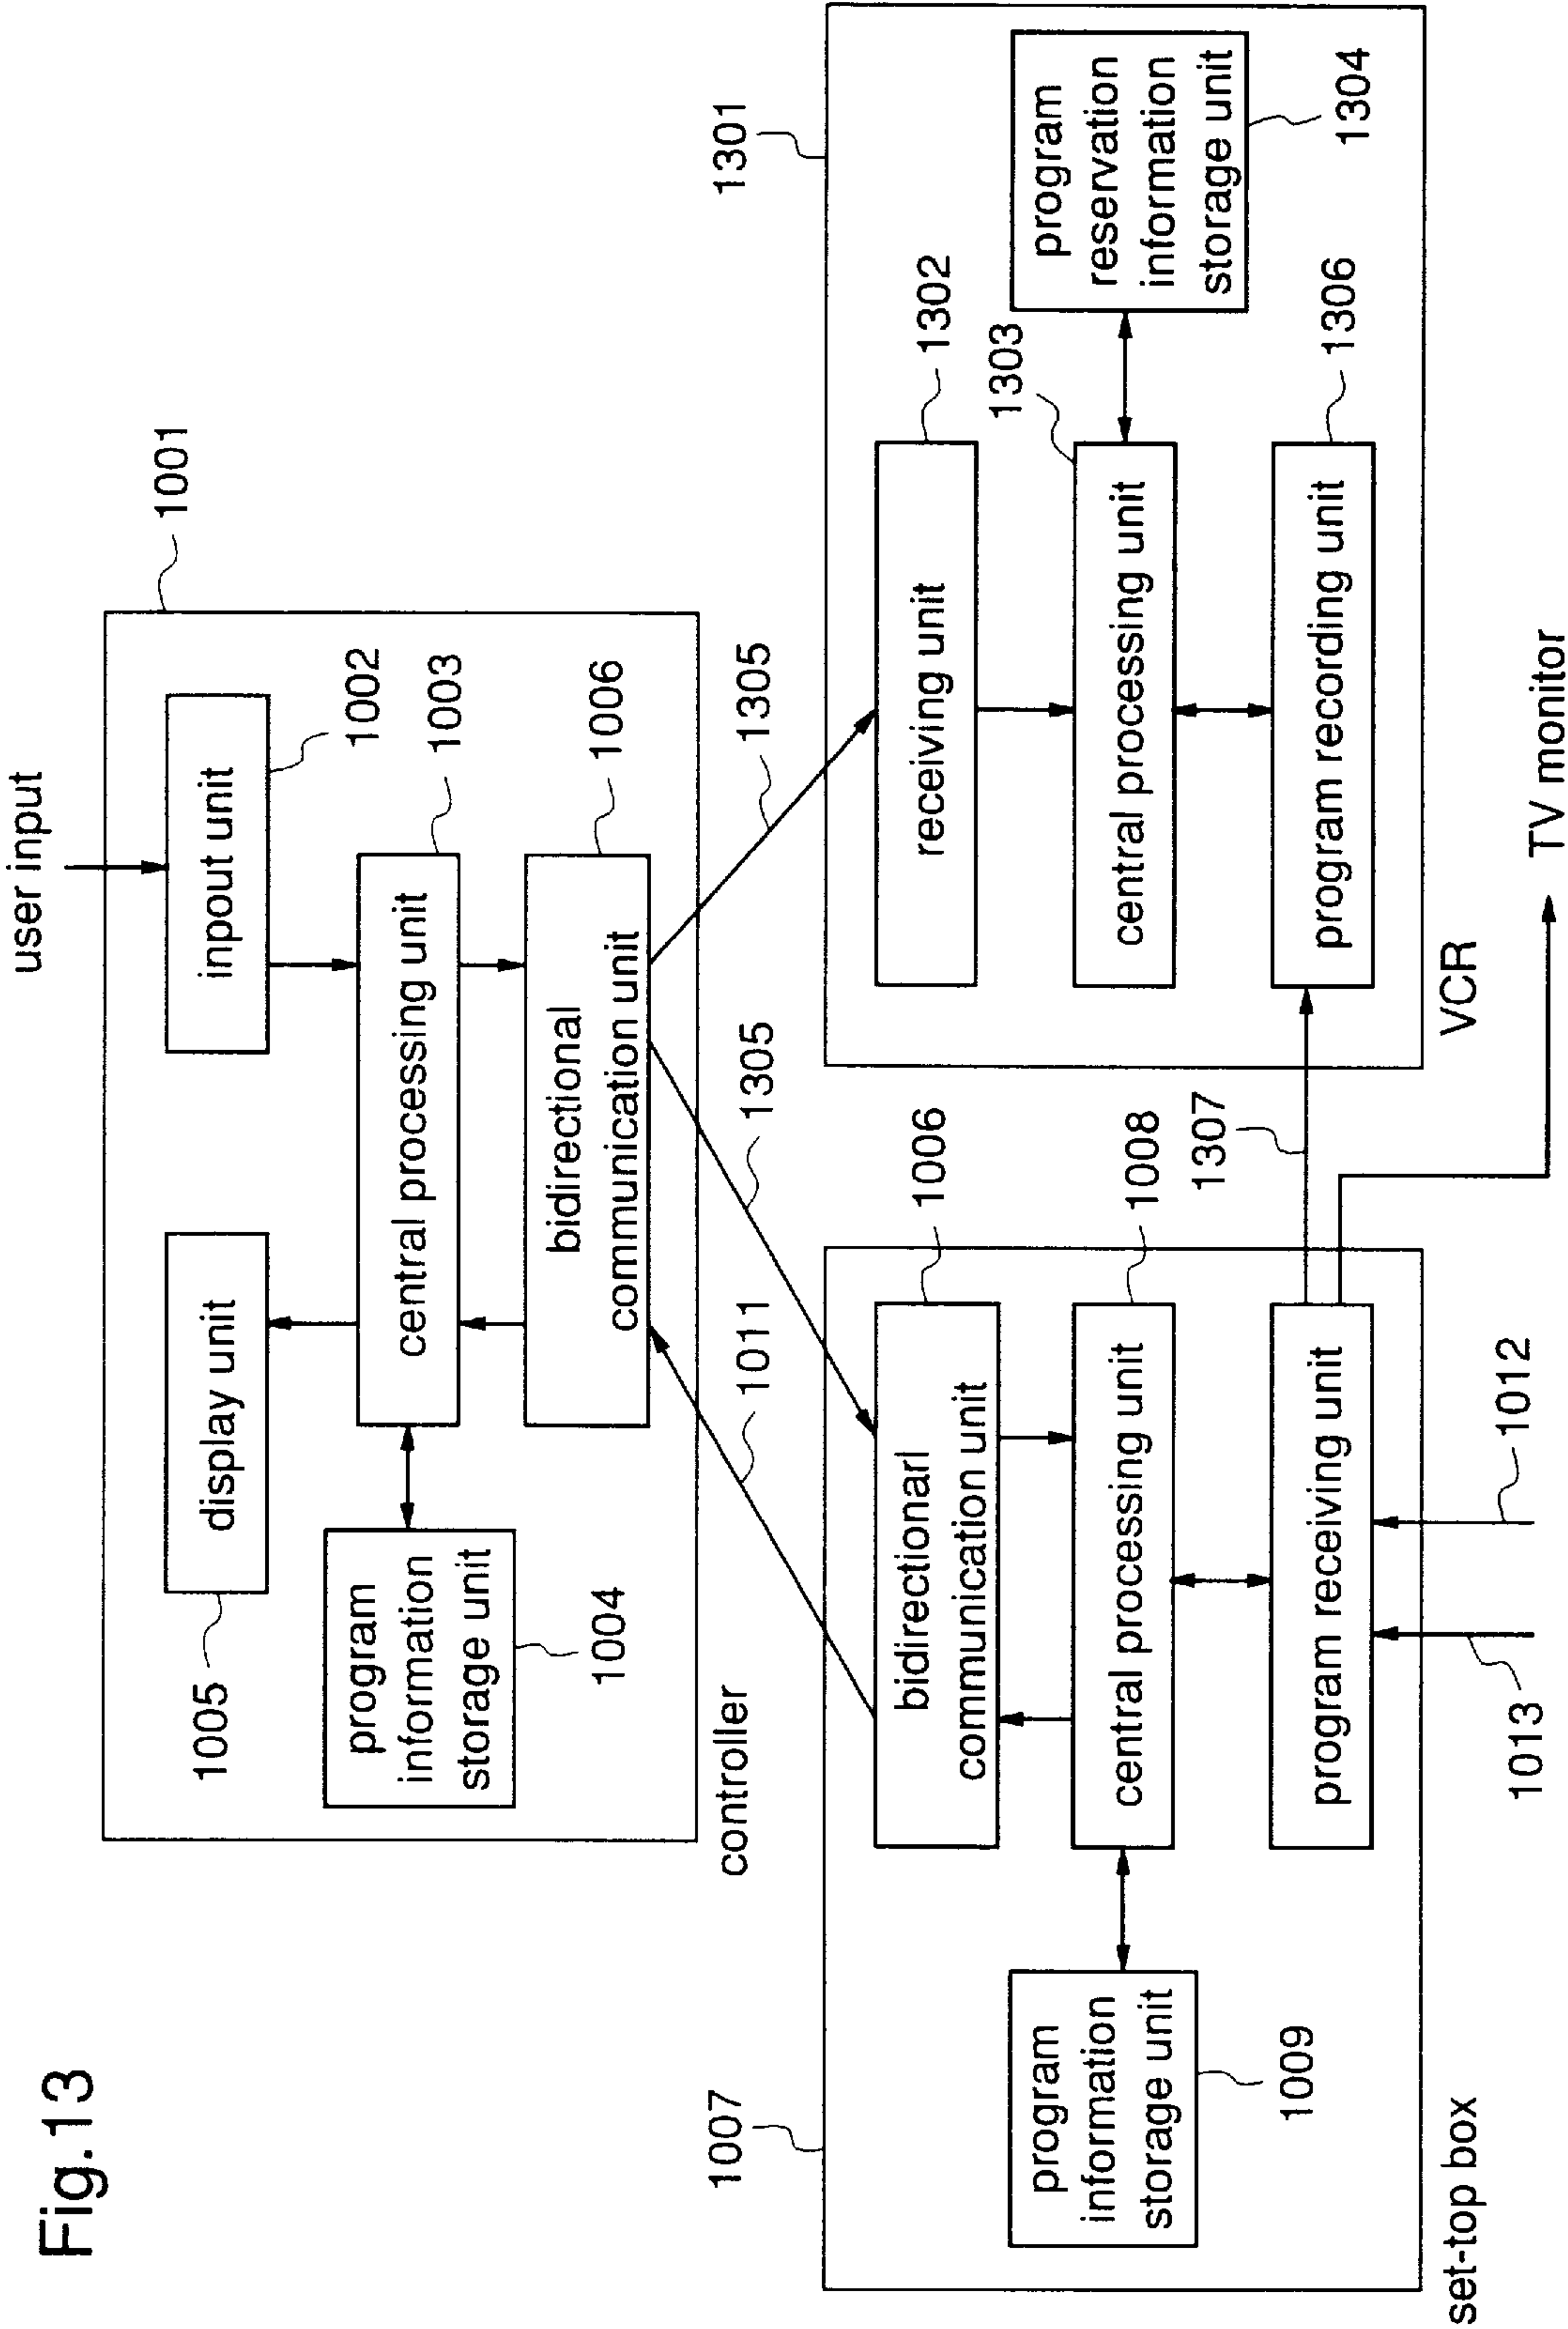 Fig.13
user input
1001
1005
display unit
inpout unit
1002
program
information
storage unit
1004
central processing unit
1003
bidirectional
communication unit
1006
controller
1011
1305
1305
1007
bidirectionarl
communication unit
1006
program
information
storage unit
1009
central processing unit
1008
program receiving unit
1013
1012
set-top box
1307
1301
receiving unit
1302
central processing unit
1303
program
reservation
information
storage unit
1304
program recording unit
1306
VCR
TV monitor